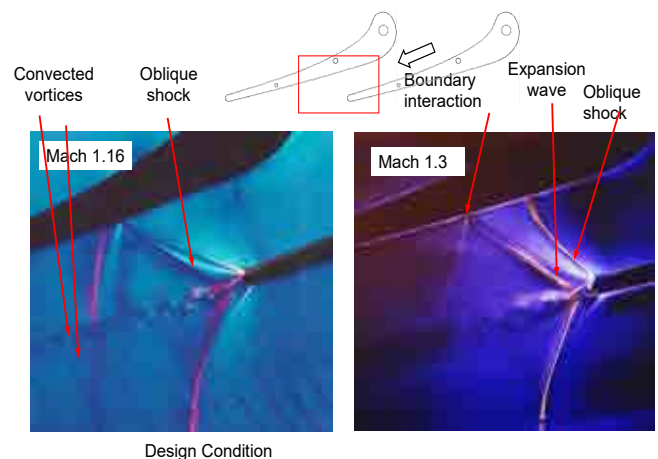 Convected
vortices
Oblique
shock
Boundary
interaction
Expansion
wave
Oblique
shock
Mach 1.16
Mach 1.3
Design Condition